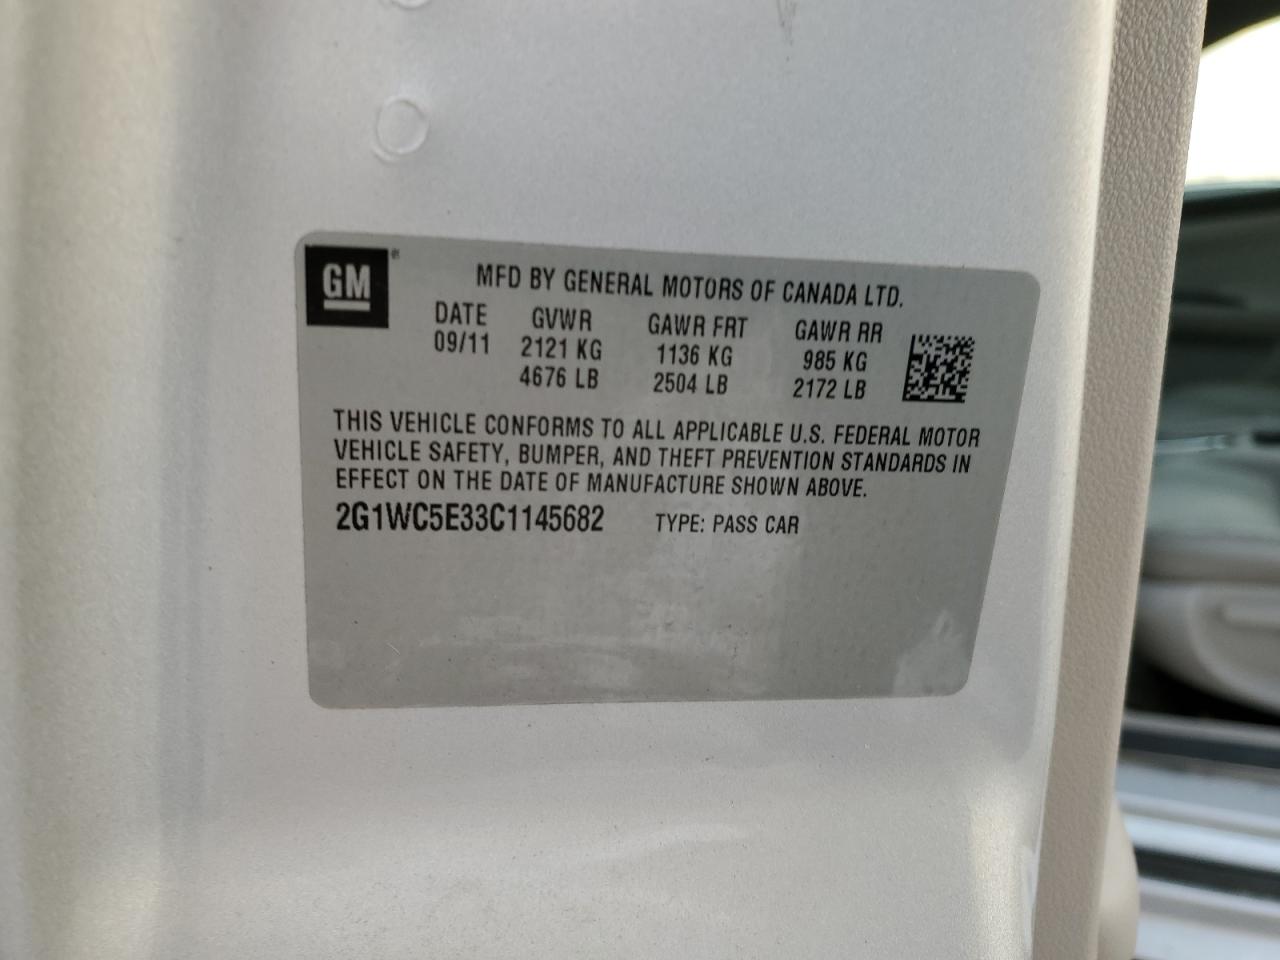 GM
MFD BY GENERAL MOTORS OF CANADA LTD.
DATE GVWR GAWR FRT GAWR RR
09/11 2121 KG 1136 KG 985 KG
4676 LB 2504 LB 2172 LB
THIS VEHICLE CONFORMS TO ALL APPLICABLE U.S. FEDERAL MOTOR
VEHICLE SAFETY, BUMPER, AND THEFT PREVENTION STANDARDS IN
EFFECT ON THE DATE OF MANUFACTURE SHOWN ABOVE.
2G1WC5E33C1145682 TYPE: PASS CAR